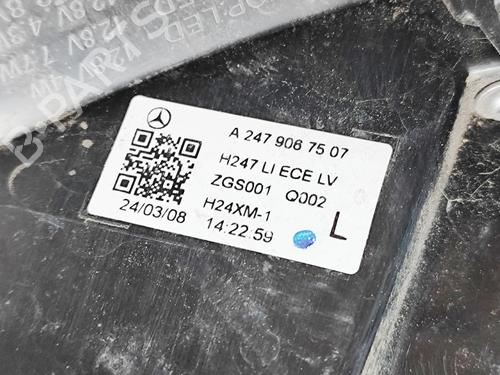 A 247 906 75 07
H247 LI ECE LV
ZGS001 Q002
H24XM-1
24/03/08
14:22:59
L